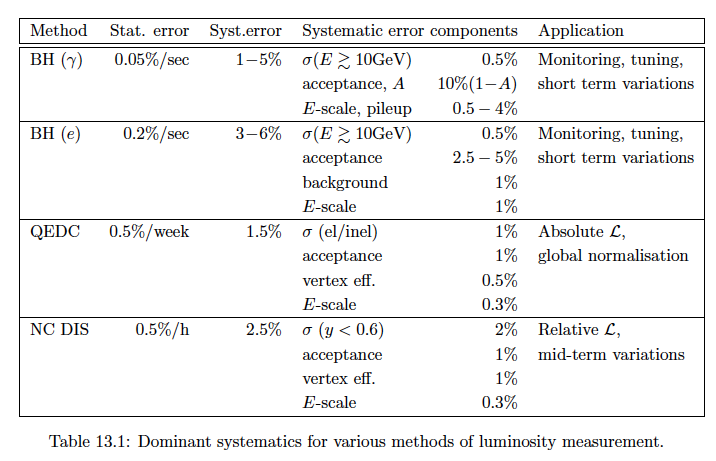 Method Stat. error Syst.error Systematic error components Application
BH (γ) 0.05%/sec 1−5% σ(E ≳ 10GeV) 0.5% Monitoring, tuning,
acceptance, A 10%(1−A) short term variations
E-scale, pileup 0.5 − 4%
BH (e) 0.2%/sec 3−6% σ(E ≳ 10GeV) 0.5% Monitoring, tuning,
acceptance 2.5 − 5% short term variations
background 1%
E-scale 1%
QEDC 0.5%/week 1.5% σ (el/inel) 1% Absolute ℒ,
acceptance 1% global normalisation
vertex eff. 0.5%
E-scale 0.3%
NC DIS 0.5%/h 2.5% σ (y < 0.6) 2% Relative ℒ,
acceptance 1% mid-term variations
vertex eff. 1%
E-scale 0.3%
Table 13.1: Dominant systematics for various methods of luminosity measurement.